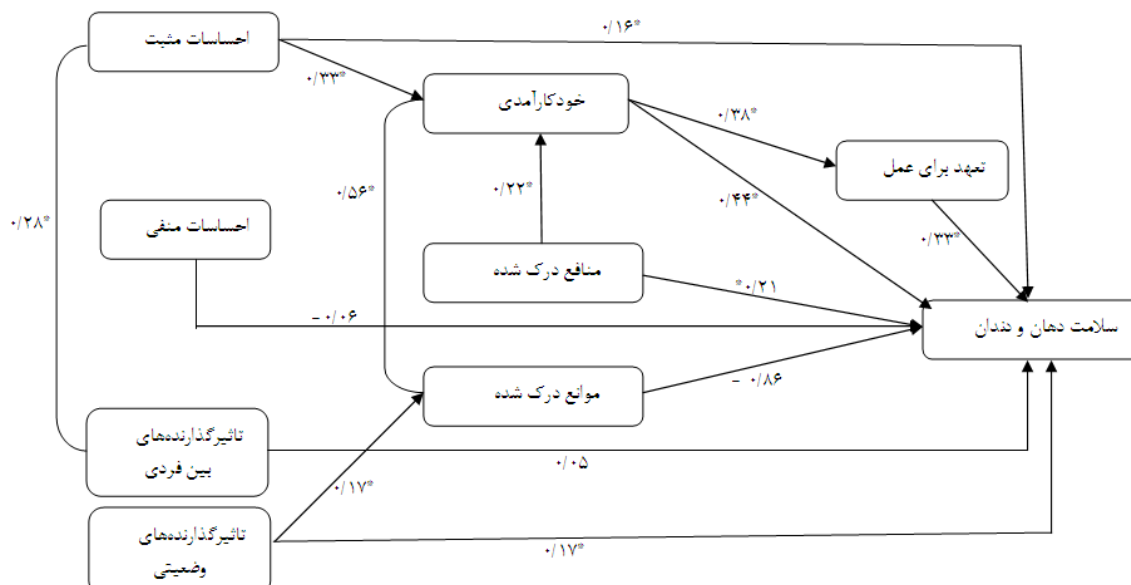 ۰/۱۶*
احساسات مثبت
۰/۳۳*
خودکارآمدی
۰/۳۸*
تعهد برای عمل
۰/۵۶*
۰/۲۲*
۰/۴۴*
۰/۲۸*
احساسات منفی
۰/۳۳*
منافع درک شده
*۰/۲۱
سلامت دهان و دندان
- ۰/۰۶
موانع درک شده
- ۰/۸۶
تاثیرگذارنده‌های
بین فردی
۰/۰۵
۰/۱۷*
تاثیرگذارنده‌های
وضعیتی
۰/۱۷*